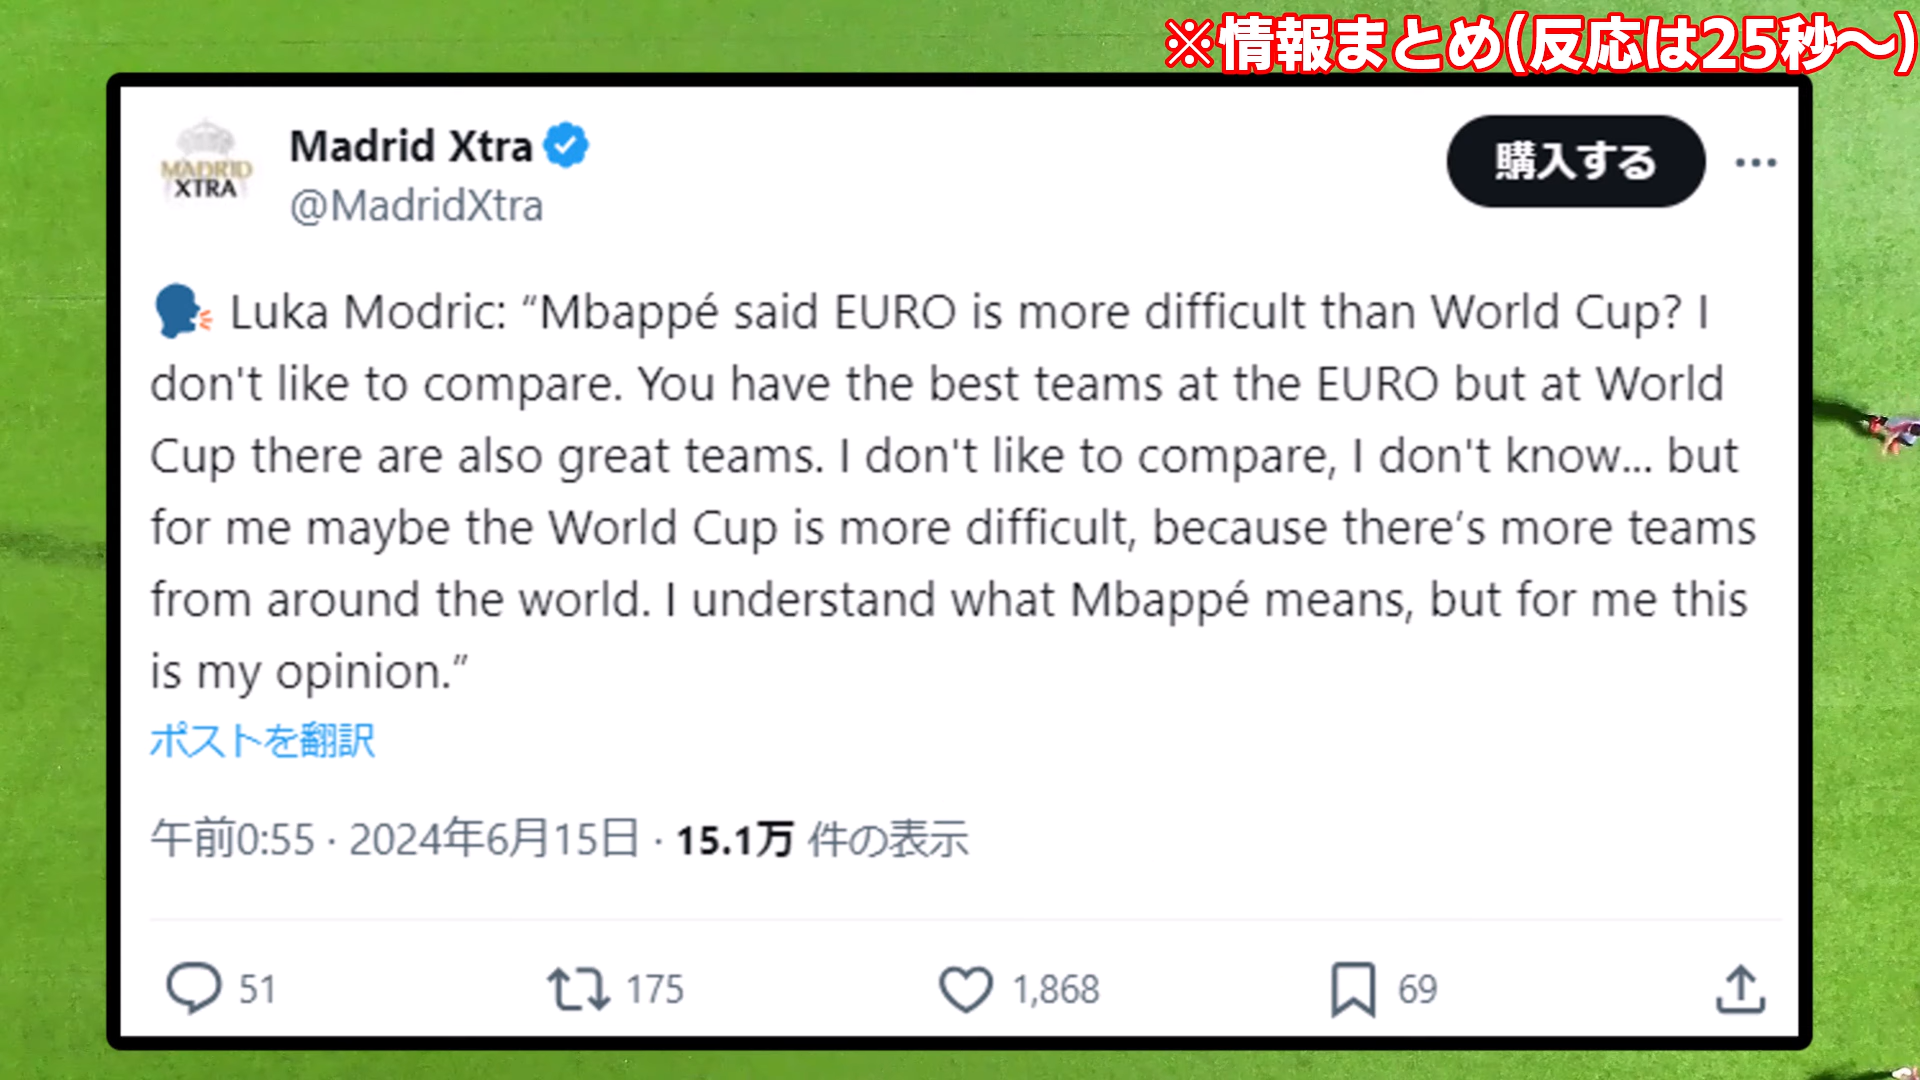 ※情報まとめ(反応は25秒～)
MADRID
XTRA
Madrid Xtra
@MadridXtra
購入する
Luka Modric: “Mbappé said EURO is more difficult than World Cup? I
don't like to compare. You have the best teams at the EURO but at World
Cup there are also great teams. I don't like to compare, I don't know... but
for me maybe the World Cup is more difficult, because there’s more teams
from around the world. I understand what Mbappé means, but for me this
is my opinion.”
ポストを翻訳
午前0:55 · 2024年6月15日 · 15.1万 件の表示
51 175 1,868 69